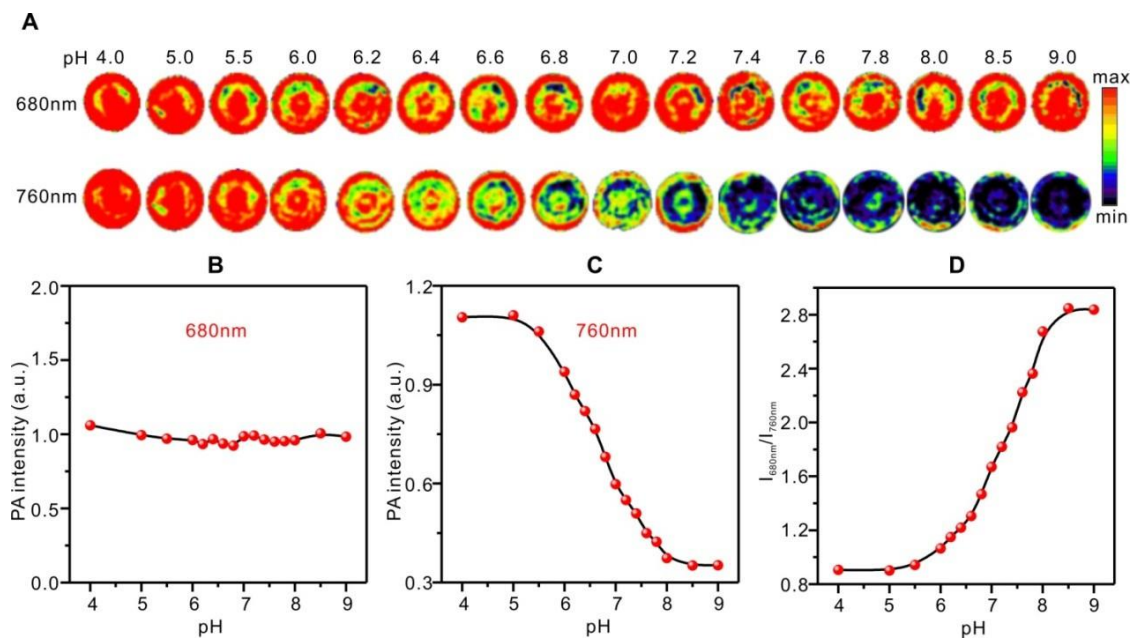 A
pH 4.0 5.0 5.5 6.0 6.2 6.4 6.6 6.8 7.0 7.2 7.4 7.6 7.8 8.0 8.5 9.0
max
680nm
760nm
min
B
C
D
2.0
1.5
1.0
0.5
0.0
PA intensity (a.u.)
680nm
4 5 6 7 8 9
pH
1.2
0.9
0.6
0.3
PA intensity (a.u.)
760nm
4 5 6 7 8 9
pH
2.8
2.4
2.0
1.6
1.2
0.8
I680nm/I760nm
4 5 6 7 8 9
pH